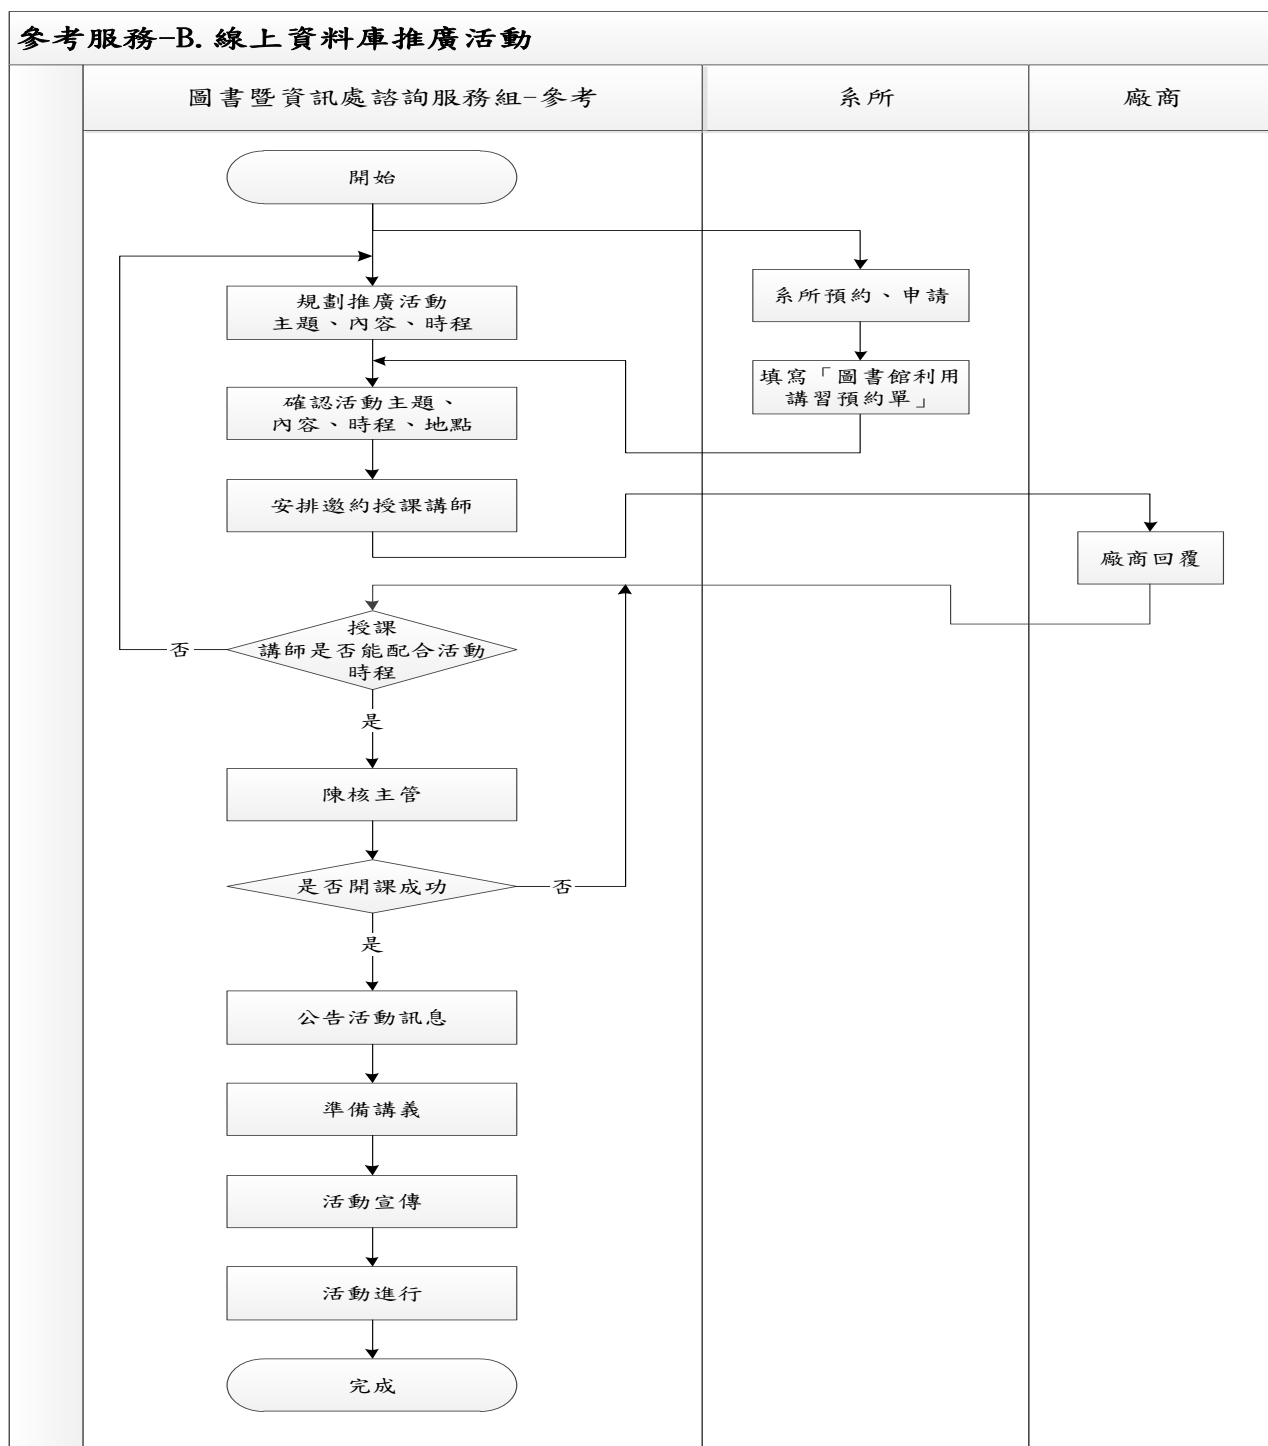 參考服務-B.線上資料庫推廣活動
圖書暨資訊處諮詢服務組-參考
系所
廠商
開始
規劃推廣活動
主題、內容、時程
系所預約、申請
填寫「圖書館利用
講習預約單」
確認活動主題、
內容、時程、地點
安排邀約授課講師
廠商回覆
授課
講師是否能配合活動
時程
否
是
陳核主管
是否開課成功
否
是
公告活動訊息
準備講義
活動宣傳
活動進行
完成